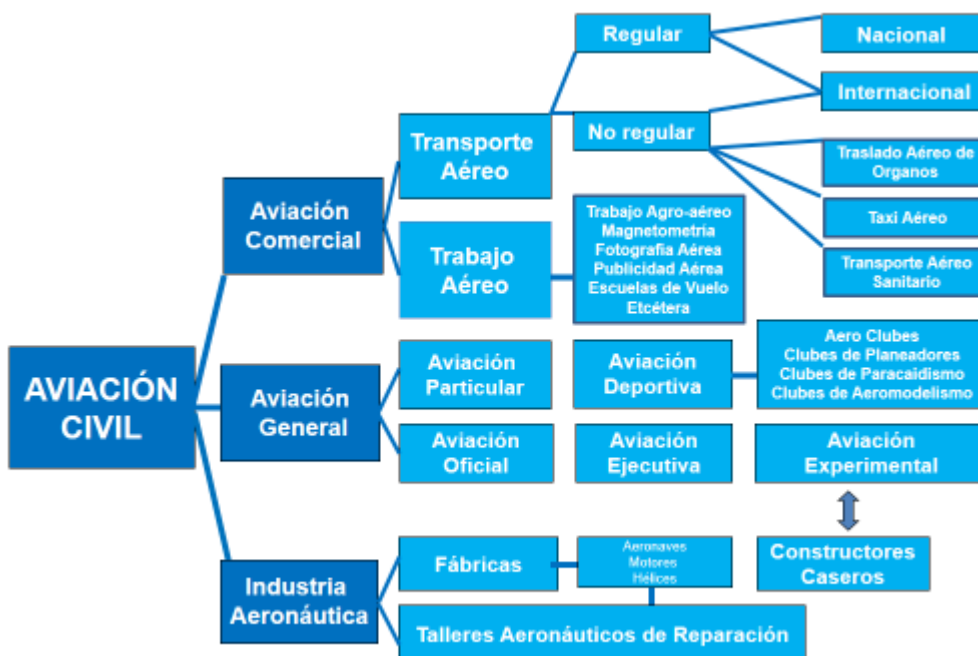 AVIACIÓN
CIVIL
Aviación
Comercial
Transporte
Aéreo
Regular
Nacional
Internacional
No regular
Traslado Aéreo de
Organos
Taxi Aéreo
Transporte Aéreo
Sanitario
Trabajo
Aéreo
Trabajo Agro-aéreo
Magnetometría
Fotografía Aérea
Publicidad Aérea
Escuelas de Vuelo
Etcétera
Aviación
General
Aviación
Particular
Aviación
Deportiva
Aero Clubes
Clubes de Planeadores
Clubes de Paracaidismo
Clubes de Aeromodelismo
Aviación
Oficial
Aviación
Ejecutiva
Aviación
Experimental
Constructores
Caseros
Industria
Aeronáutica
Fábricas
Aeronaves
Motores
Hélices
Talleres Aeronáuticos de Reparación